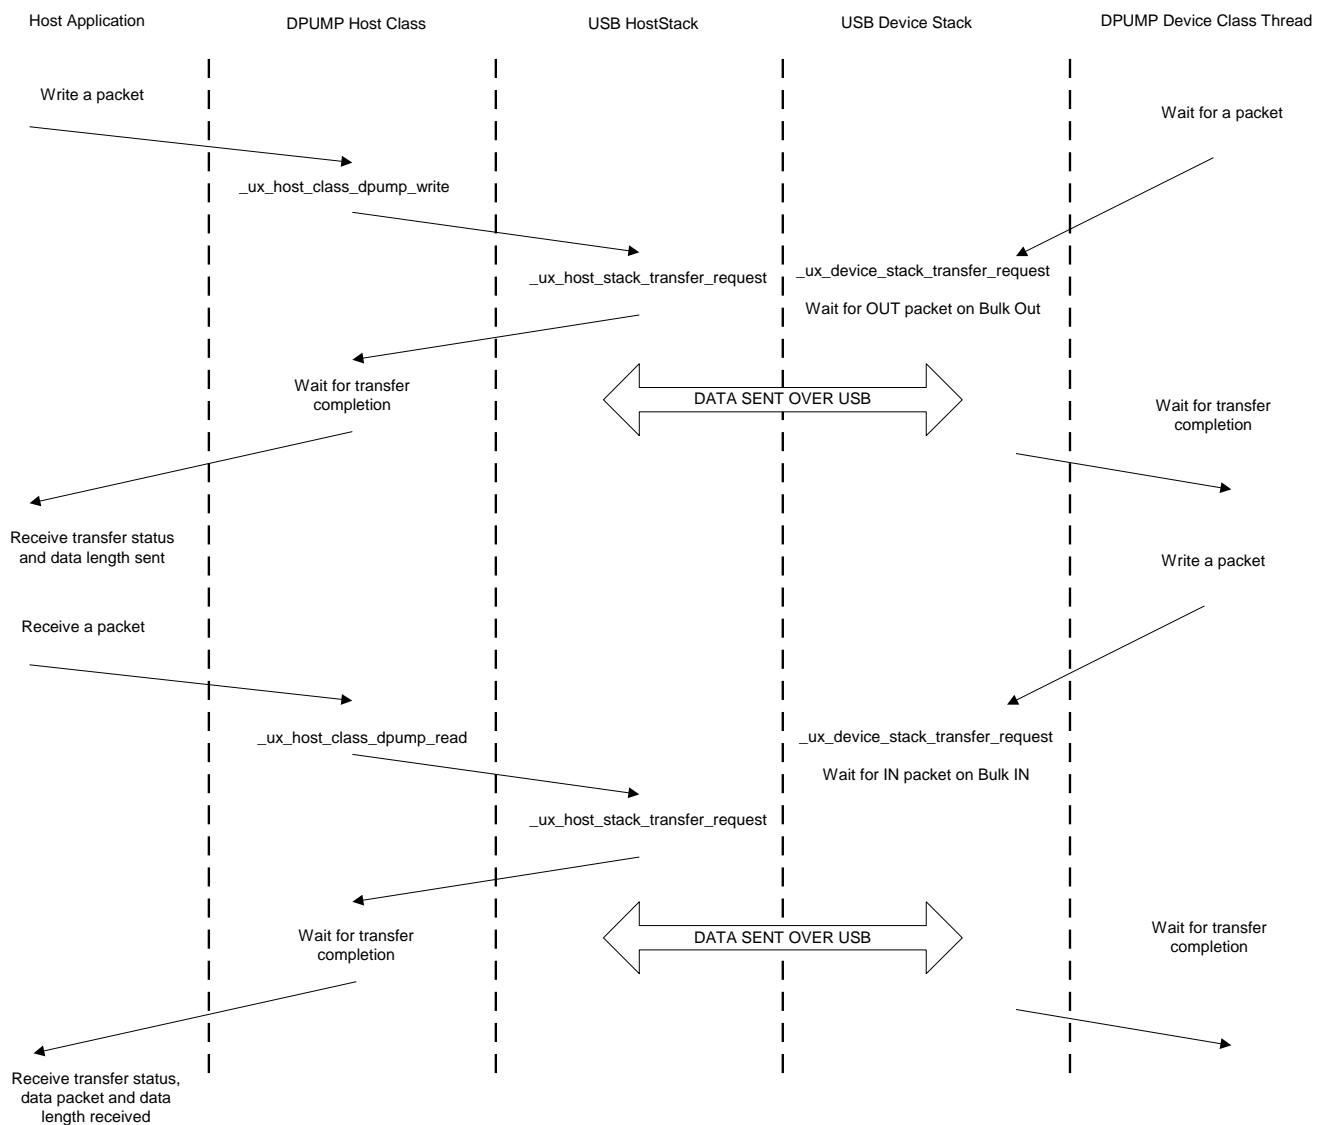 Host Application
DPUMP Host Class
USB HostStack
USB Device Stack
DPUMP Device Class Thread
Write a packet
Wait for a packet
_ux_host_class_dpump_write
_ux_host_stack_transfer_request
_ux_device_stack_transfer_request
Wait for OUT packet on Bulk Out
Wait for transfer
completion
DATA SENT OVER USB
Wait for transfer
completion
Receive transfer status
and data length sent
Write a packet
Receive a packet
_ux_host_class_dpump_read
_ux_device_stack_transfer_request
Wait for IN packet on Bulk IN
_ux_host_stack_transfer_request
Wait for transfer
completion
DATA SENT OVER USB
Wait for transfer
completion
Receive transfer status,
data packet and data
length received